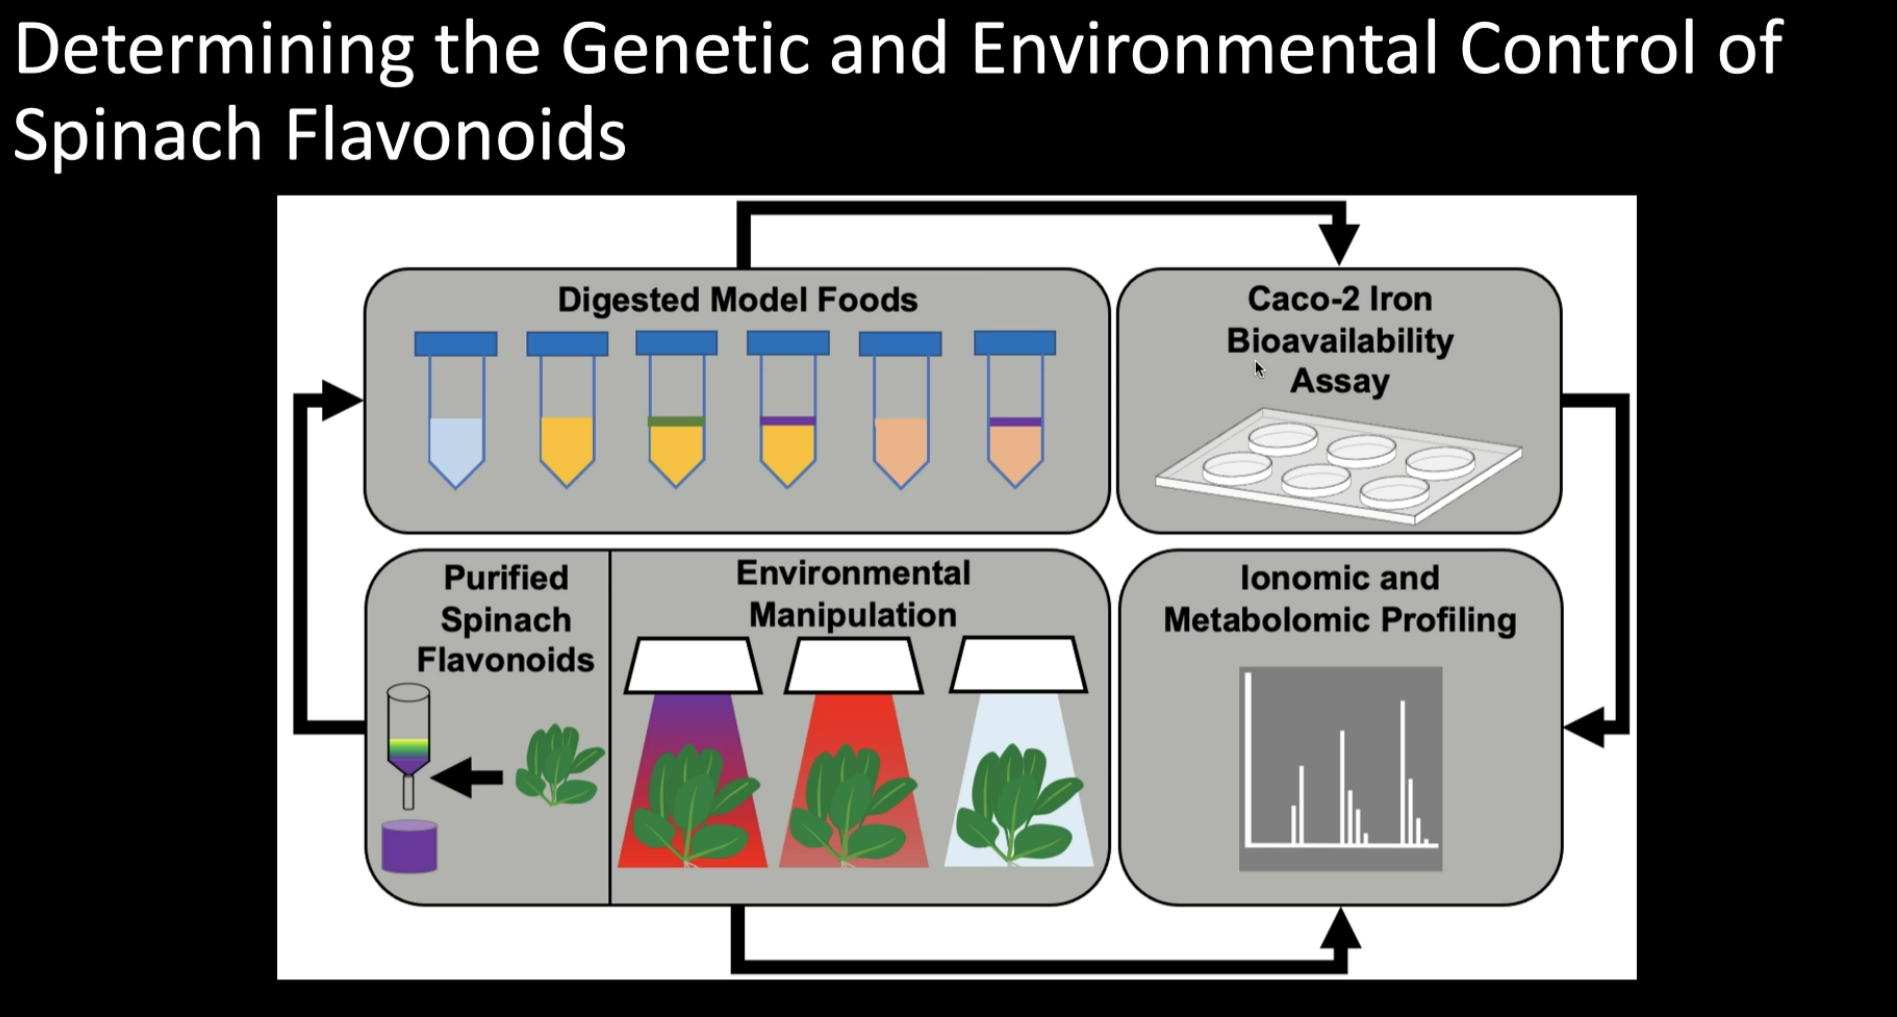 Determining the Genetic and Environmental Control of
Spinach Flavonoids
Digested Model Foods
Caco-2 Iron
Bioavailability
Assay
Purified
Spinach
Flavonoids
Environmental
Manipulation
Ionomic and
Metabolomic Profiling